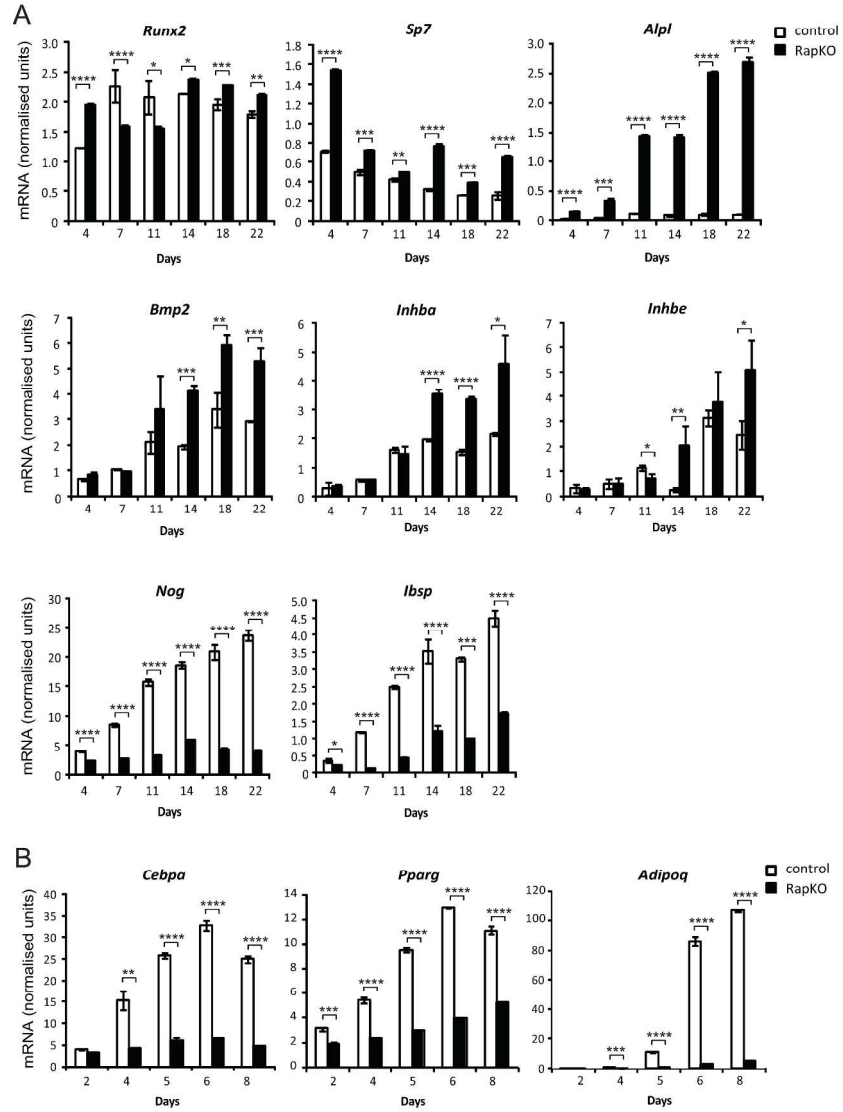 A
Runx2 Sp7 Alpl
control
RapKO
mRNA (normalised units)
3.0
2.5
2.0
1.5
1.0
0.5
0
**** **** * * *** **
4 7 11 14 18 22
Days
1.8
1.6
1.4
1.2
1.0
0.8
0.6
0.4
0.2
0
**** *** ** **** *** ****
4 7 11 14 18 22
Days
3.0
2.5
2.0
1.5
1.0
0.5
0
**** *** **** **** **** ****
4 7 11 14 18 22
Days
Bmp2 Inhba Inhbe
mRNA (normalised units)
7
6
5
4
3
2
1
0
*** ** ***
4 7 11 14 18 22
Days
6
5
4
3
2
1
0
**** **** *
4 7 11 14 18 22
Days
7
6
5
4
3
2
1
0
* ** *
4 7 11 14 18 22
Days
Nog Ibsp
mRNA (normalised units)
30
25
20
15
10
5
0
**** **** **** **** **** ****
4 7 11 14 18 22
Days
5.0
4.5
4.0
3.5
3.0
2.5
2.0
1.5
1.0
0.5
0
* **** **** **** *** ****
4 7 11 14 18 22
Days
B
Cebpa Pparg Adipoq
control
RapKO
mRNA (normalised units)
45
40
35
30
25
20
15
10
5
0
** **** **** ****
2 4 5 6 8
Days
14
12
10
8
6
4
2
0
*** **** **** **** ****
2 4 5 6 8
Days
120
100
80
60
40
20
0
*** **** **** ****
2 4 5 6 8
Days